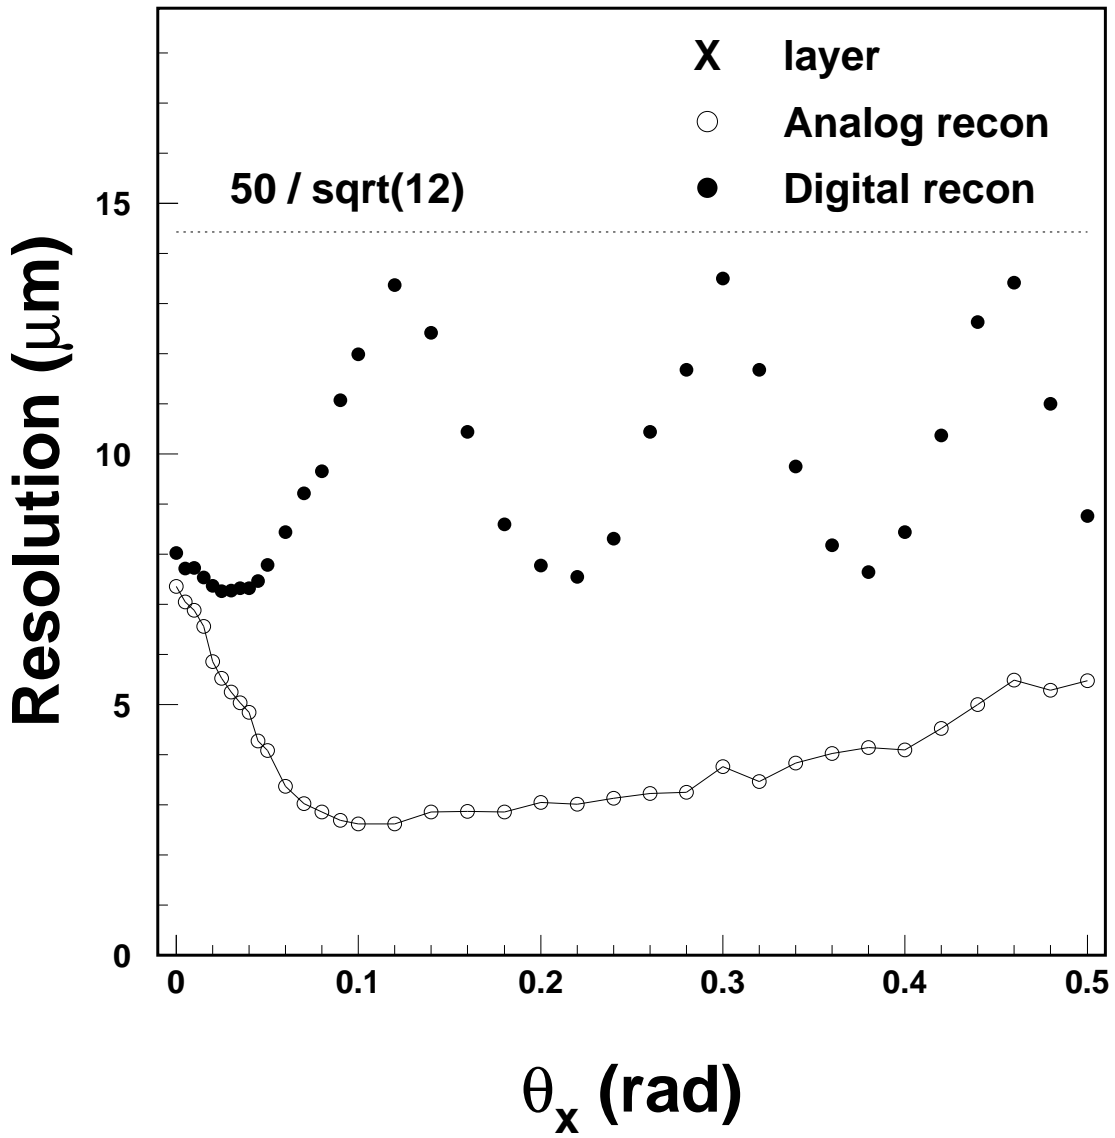 X layer
Analog recon
Digital recon
50 / sqrt(12)
15
10
5
0
Resolution (μm)
0 0.1 0.2 0.3 0.4 0.5
θx (rad)